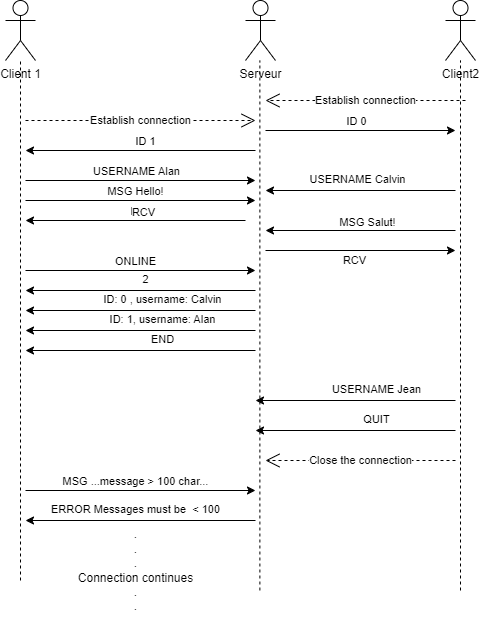 Client 1
Serveur
Client2
Establish connection
Establish connection
ID 0
ID 1
USERNAME Alan
USERNAME Calvin
MSG Hello!
RCV
MSG Salut!
ONLINE
RCV
2
ID: 0 , username: Calvin
ID: 1, username: Alan
END
USERNAME Jean
QUIT
Close the connection
MSG ...message > 100 char...
ERROR Messages must be < 100
.
.
Connection continues
.
.